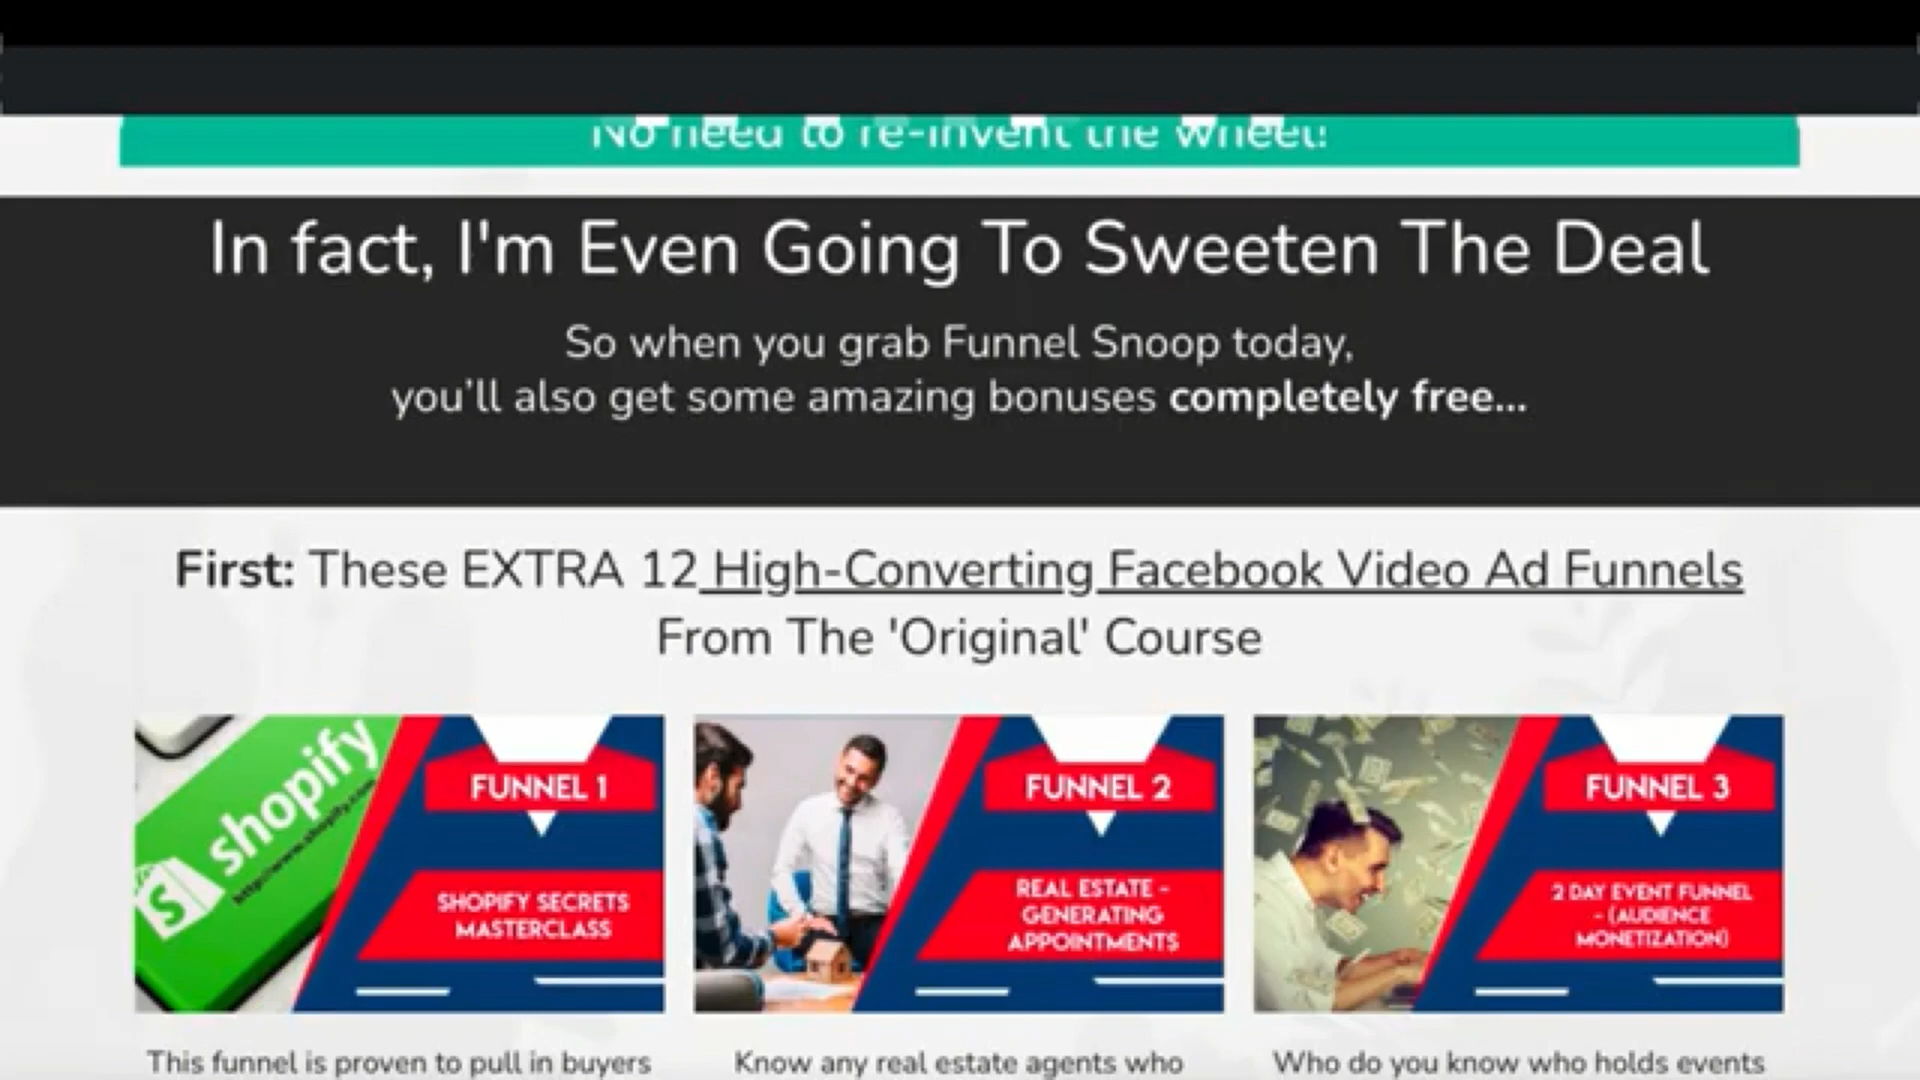 No need to re-invent the wheel!
In fact, I'm Even Going To Sweeten The Deal
So when you grab Funnel Snoop today,
you'll also get some amazing bonuses completely free...
First: These EXTRA 12 High-Converting Facebook Video Ad Funnels
From The 'Original' Course
shopify
http://www.shopify.com
FUNNEL 1
SHOPIFY SECRETS
MASTERCLASS
FUNNEL 2
REAL ESTATE -
GENERATING
APPOINTMENTS
FUNNEL 3
2 DAY EVENT FUNNEL
- (AUDIENCE
MONETIZATION)
This funnel is proven to pull in buyers
Know any real estate agents who
Who do you know who holds events